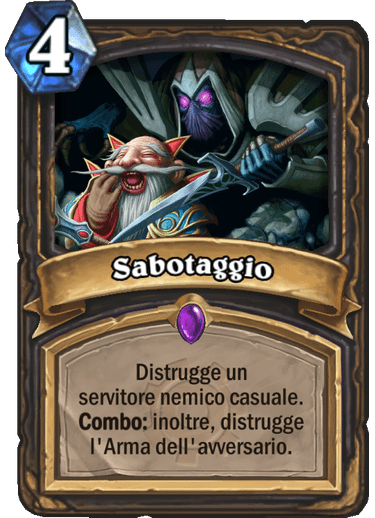 4
Sabotaggio
Distrugge un
servitore nemico casuale.
Combo: inoltre, distrugge
l'Arma dell'avversario.